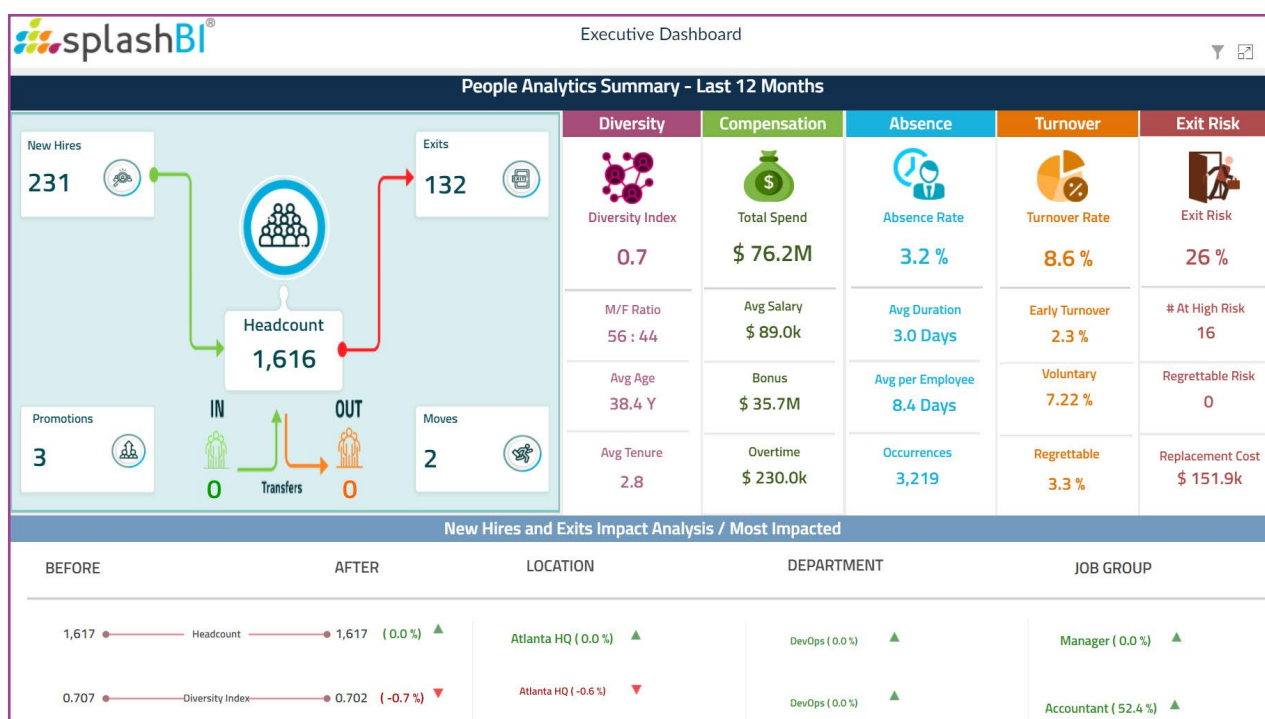 splashBI®
Executive Dashboard
People Analytics Summary - Last 12 Months
New Hires
231
Exits
EXIT
132
Headcount
1,616
IN
OUT
Promotions
3
0
Transfers
0
Moves
2
Diversity
Diversity Index
0.7
M/F Ratio
56 : 44
Avg Age
38.4 Y
Avg Tenure
2.8
Compensation
$
Total Spend
$ 76.2M
Avg Salary
$ 89.0k
Bonus
$ 35.7M
Overtime
$ 230.0k
Absence
Absence Rate
3.2 %
Avg Duration
3.0 Days
Avg per Employee
8.4 Days
Occurrences
3,219
Turnover
%
Turnover Rate
8.6 %
Early Turnover
2.3 %
Voluntary
7.22 %
Regrettable
3.3 %
Exit Risk
Exit Risk
26 %
# At High Risk
16
Regrettable Risk
0
Replacement Cost
$ 151.9k
New Hires and Exits Impact Analysis / Most Impacted
BEFORE AFTER LOCATION DEPARTMENT JOB GROUP
1,617 Headcount 1,617 ( 0.0 %) Atlanta HQ ( 0.0 %) DevOps ( 0.0 %) Manager ( 0.0 %)
0.707 Diversity Index 0.702 ( -0.7 %) Atlanta HQ ( -0.6 %) DevOps ( 0.0 %) Accountant ( 52.4 %)